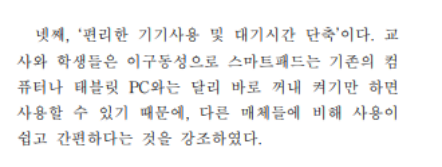 넷째, ‘편리한 기기사용 및 대기시간 단축’이다. 교
사와 학생들은 이구동성으로 스마트패드는 기존의 컴
퓨터나 태블릿 PC와는 달리 바로 꺼내 켜기만 하면
사용할 수 있기 때문에, 다른 매체들에 비해 사용이
쉽고 간편하다는 것을 강조하였다.